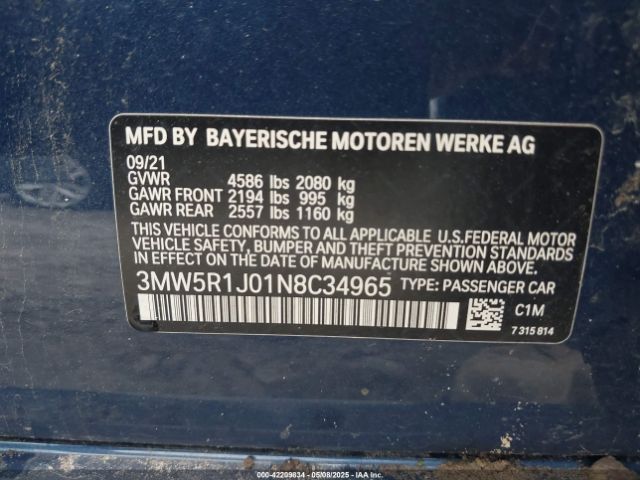 MFD BY BAYERISCHE MOTOREN WERKE AG
09/21
GVWR 4586 lbs 2080 kg
GAWR FRONT 2194 lbs 995 kg
GAWR REAR 2557 lbs 1160 kg
THIS VEHICLE CONFORMS TO ALL APPLICABLE U.S.FEDERAL MOTOR
VEHICLE SAFETY, BUMPER AND THEFT PREVENTION STANDARDS
IN EFFECT ON THE DATE OF MANUFACTURE SHOWN ABOVE.
3MW5R1J01N8C34965 TYPE: PASSENGER CAR
C1M
7 315 814
000-42209834 - 05/08/2025 - IAA Inc.